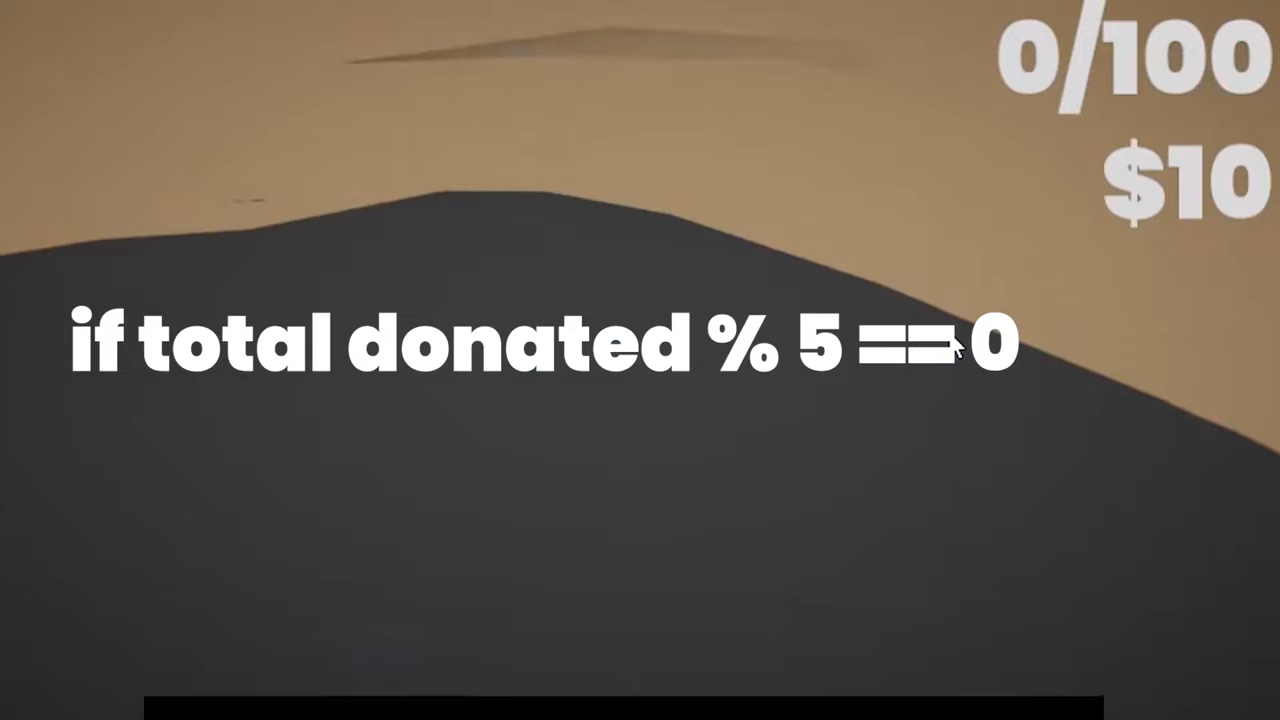 0/100
$10
if total donated % 5 == 0